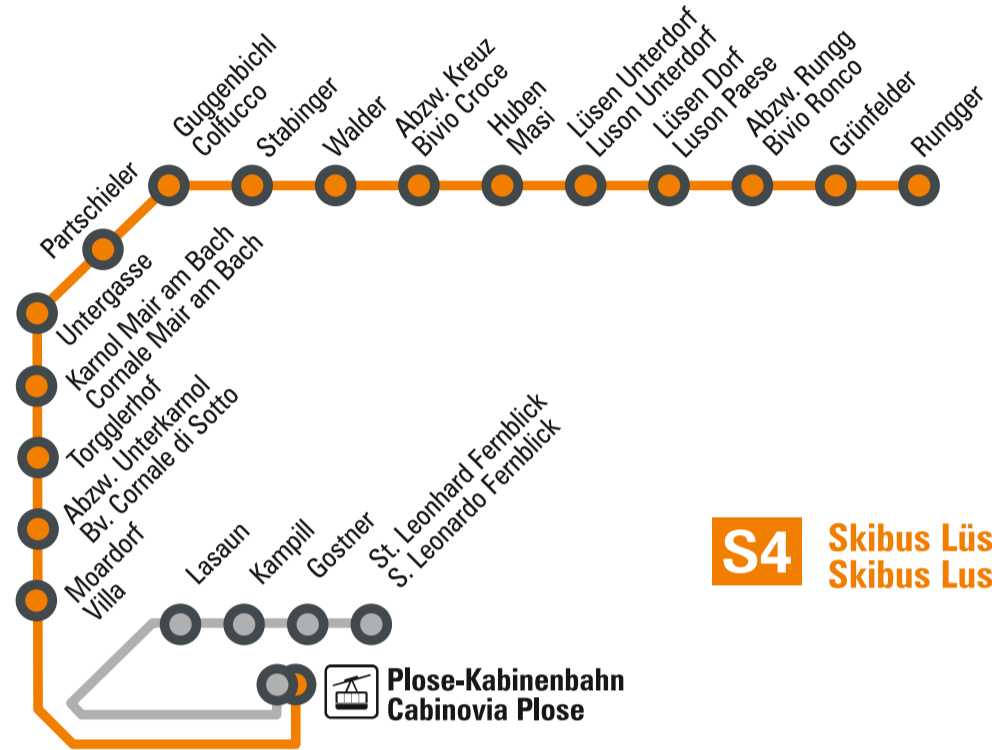 Guggenbichl
Colfucco
Stabinger
Walder
Abzw. Kreuz
Bivio Croce
Huben
Masi
Lüsen Unterdorf
Luson Unterdorf
Lüsen Dorf
Luson Paese
Abzw. Rungg
Bivio Ronco
Grünfelder
Rungger
Partschieler
Untergasse
Karnol Mair am Bach
Cornale Mair am Bach
Torgglerhof
Abzw. Unterkarnol
Bv. Cornale di Sotto
Moardorf
Villa
Lasaun
Kampill
Gostner
St. Leonhard Fernblick
S. Leonardo Fernblick
S4
Skibus Lüs
Skibus Lus
Plose-Kabinenbahn
Cabinovia Plose